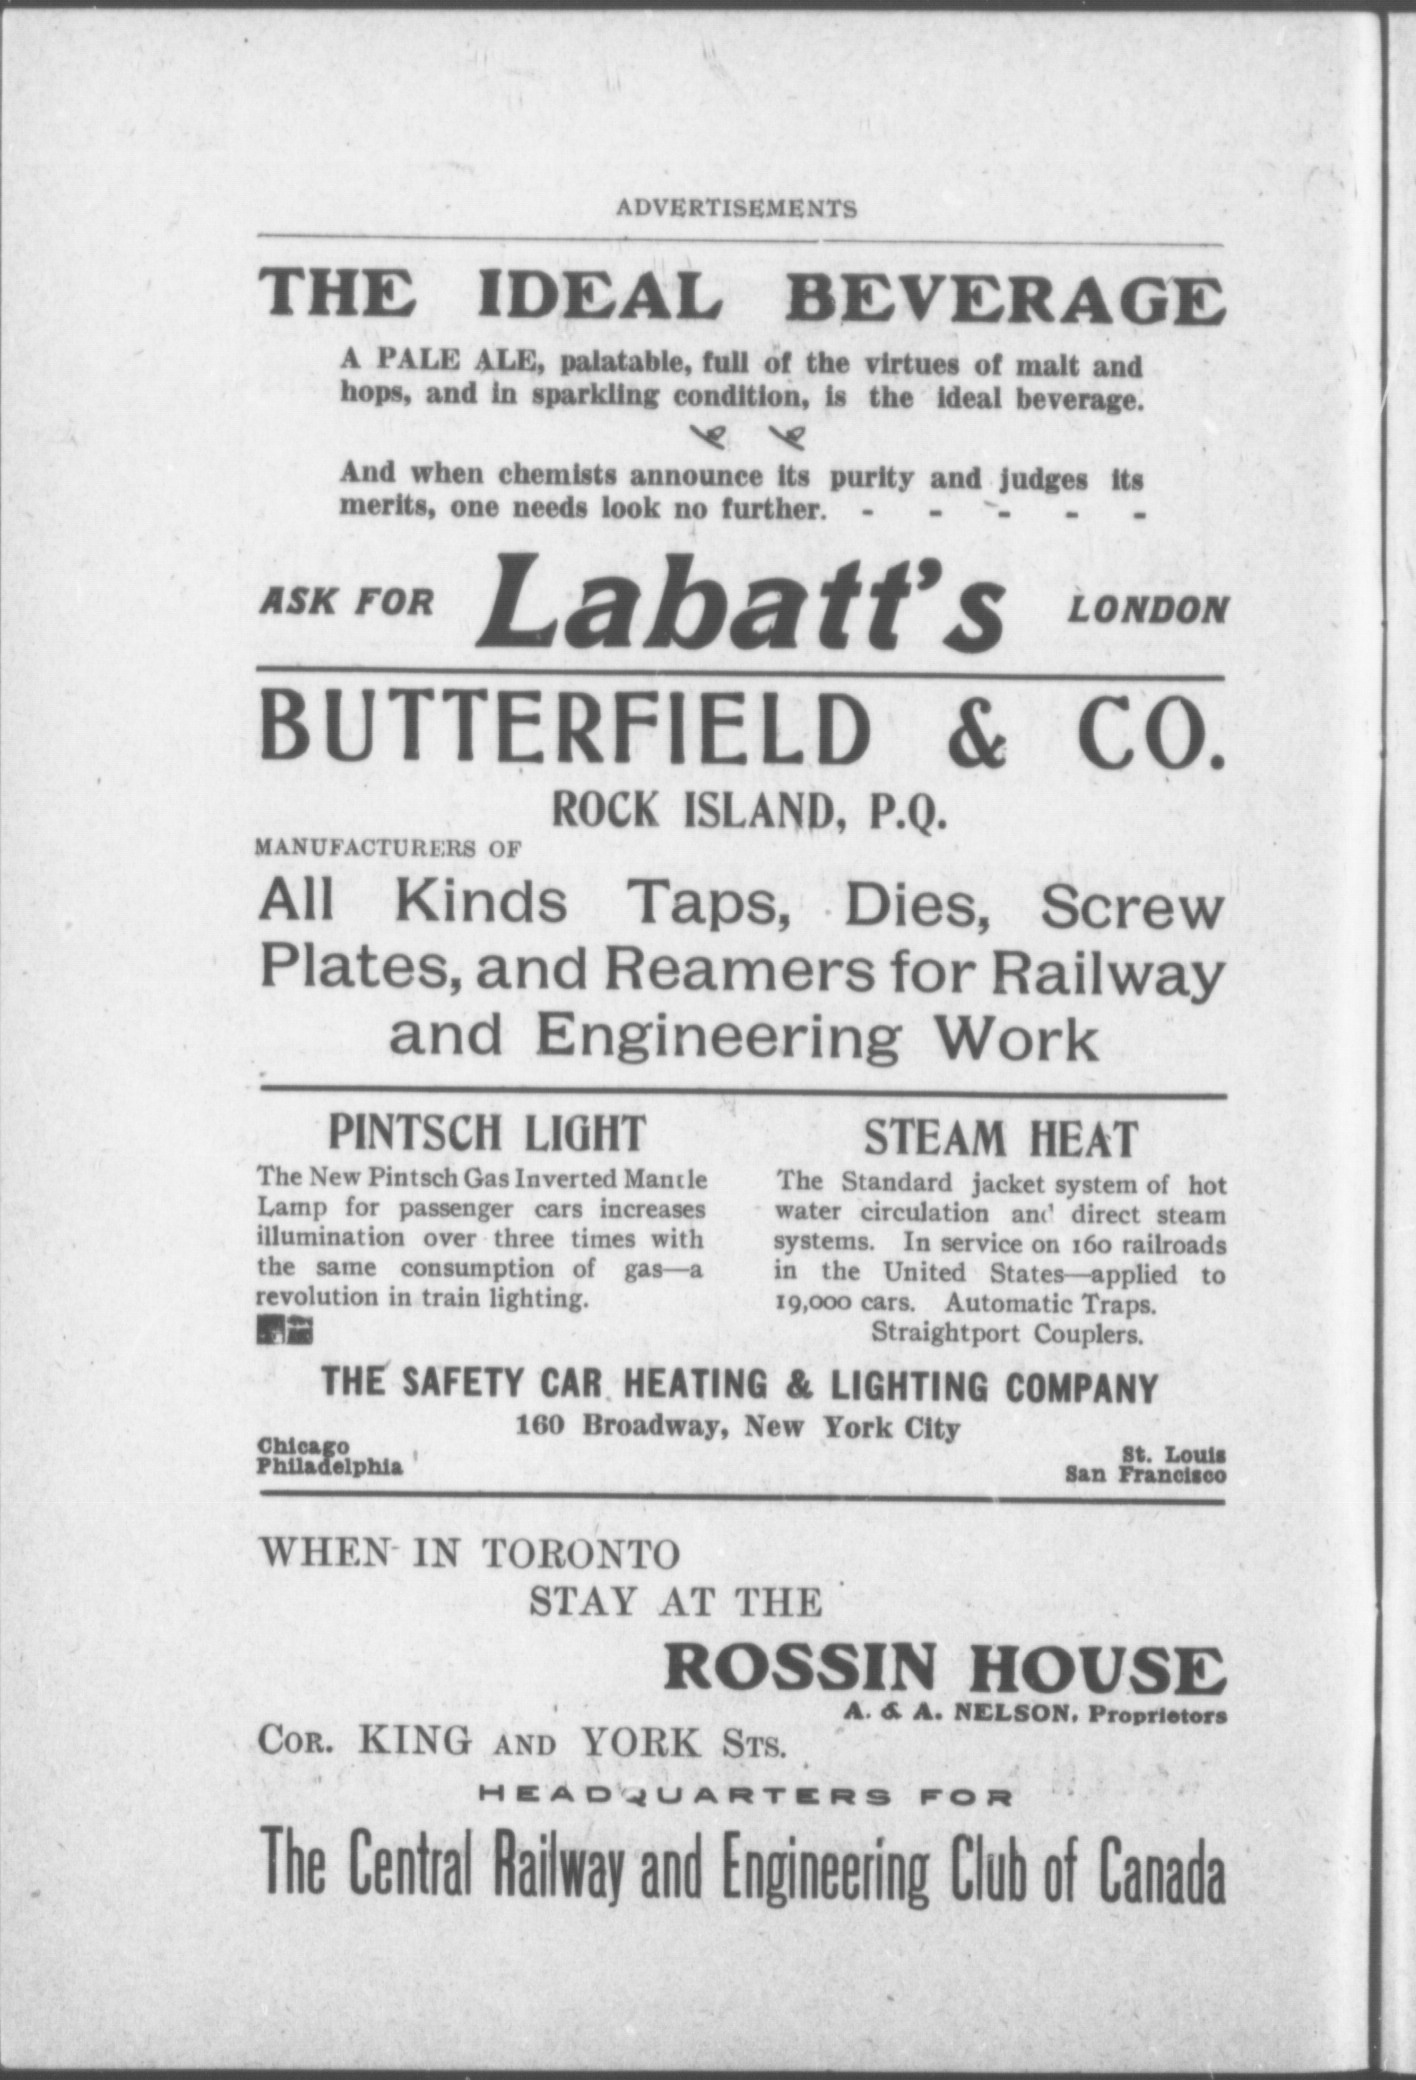 ADVERTISEMENTS
THE IDEAL BEVERAGE
A PALE ALE, palatable, full of the virtues of malt and
hops, and in sparkling condition, is the ideal beverage.
And when chemists announce its purity and judges its
merits, one needs look no further. - - - - -
ASK FOR Labatt's LONDON
BUTTERFIELD & CO.
ROCK ISLAND, P.Q.
MANUFACTURERS OF
All Kinds Taps, Dies, Screw
Plates, and Reamers for Railway
and Engineering Work
PINTSCH LIGHT
The New Pintsch Gas Inverted Mantle
Lamp for passenger cars increases
illumination over three times with
the same consumption of gas—a
revolution in train lighting.
STEAM HEAT
The Standard jacket system of hot
water circulation and direct steam
systems. In service on 160 railroads
in the United States—applied to
19,000 cars. Automatic Traps.
Straightport Couplers.
THE SAFETY CAR HEATING & LIGHTING COMPANY
160 Broadway, New York City
Chicago
Philadelphia
St. Louis
San Francisco
WHEN IN TORONTO
STAY AT THE
ROSSIN HOUSE
A. & A. NELSON, Proprietors
COR. KING AND YORK STS.
HEADQUARTERS FOR
The Central Railway and Engineering Club of Canada